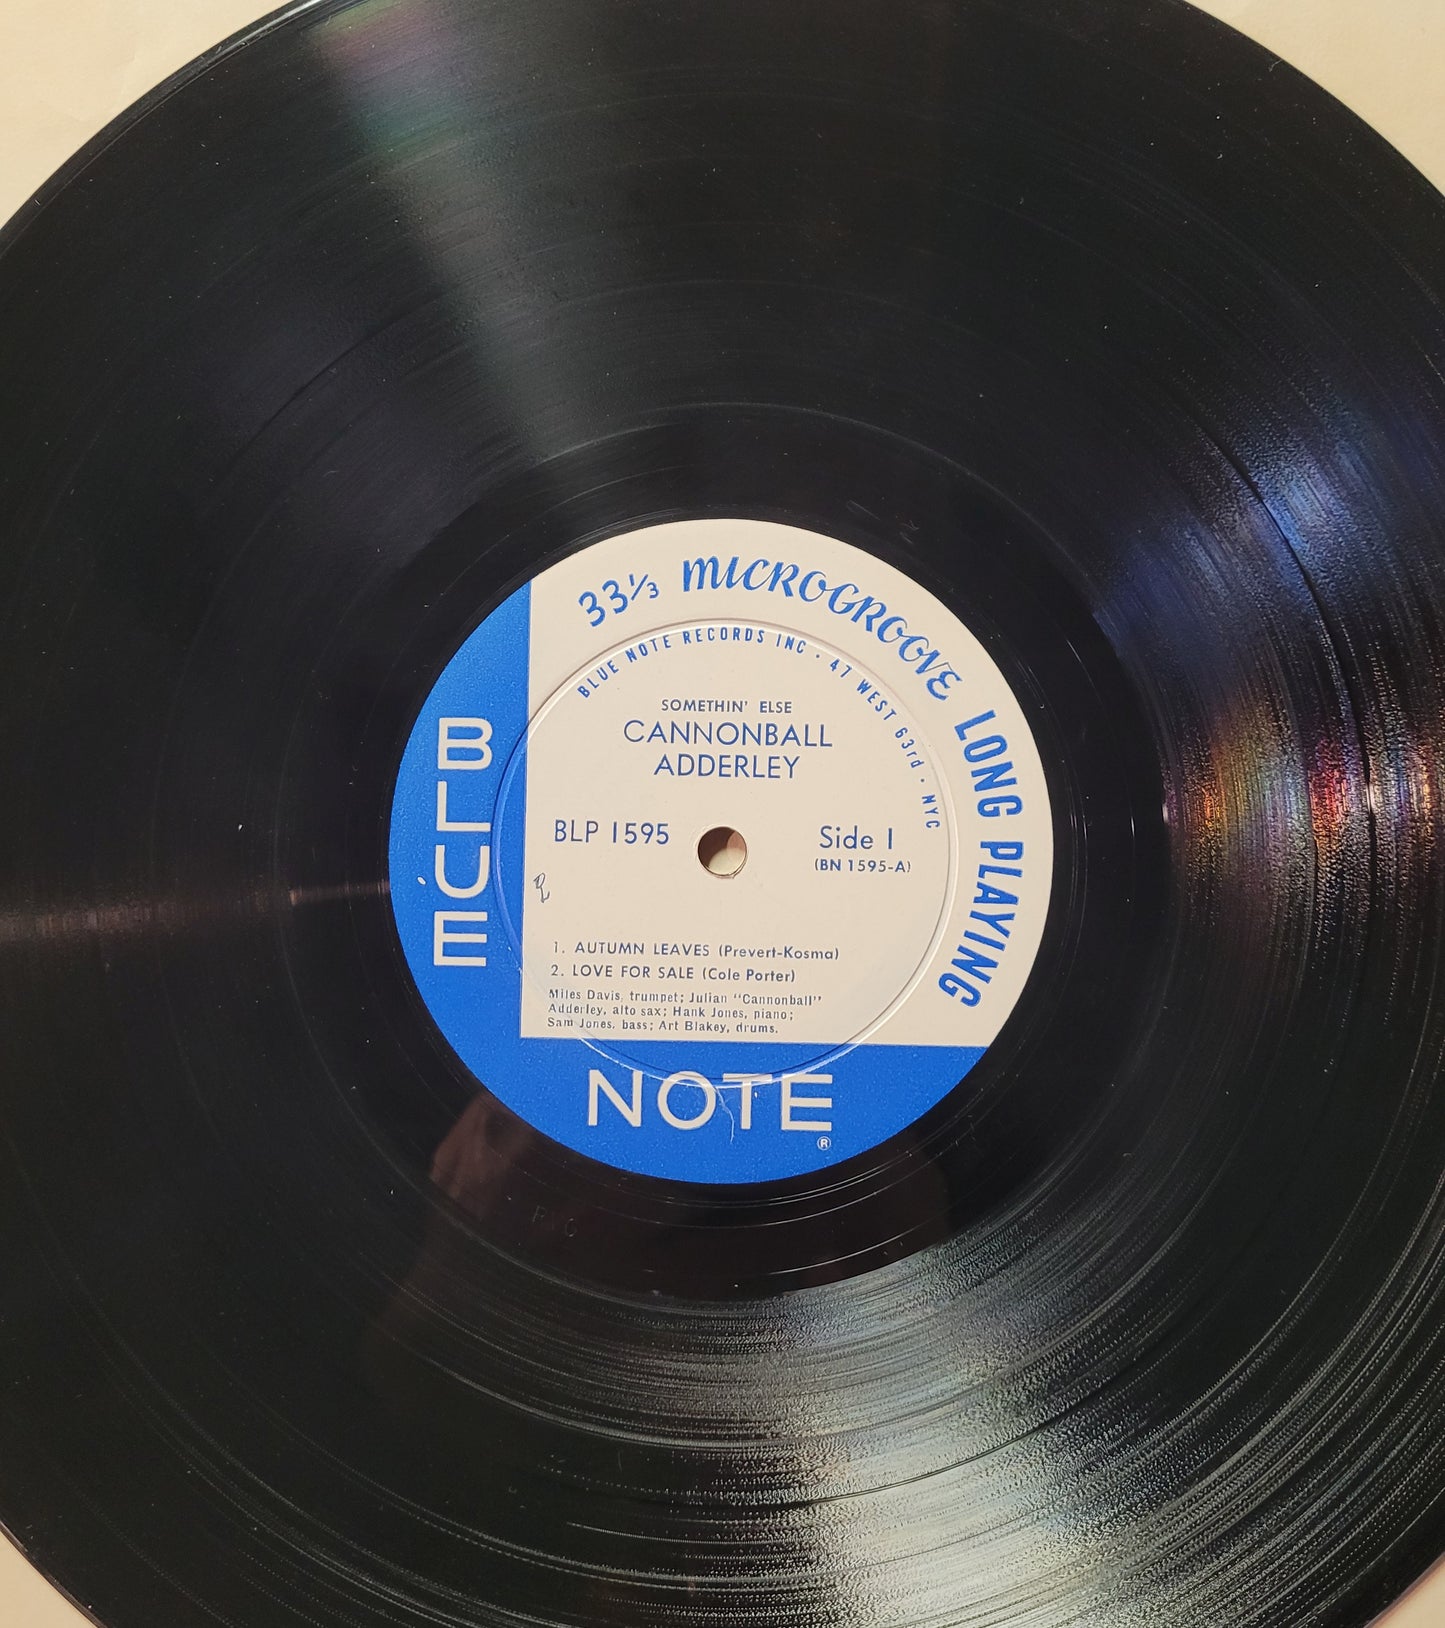 33⅓ MICROGROOVE LONG PLAYING
BLUE NOTE RECORDS INC · 47 WEST 63rd · NYC
SOMETHIN' ELSE
CANNONBALL
ADDERLEY
BLP 1595
Side 1
(BN 1595-A)
BLUE
1. AUTUMN LEAVES (Prevert-Kosma)
2. LOVE FOR SALE (Cole Porter)
Miles Davis, trumpet; Julian "Cannonball"
Adderley, alto sax; Hank Jones, piano;
Sam Jones, bass; Art Blakey, drums.
NOTE
®